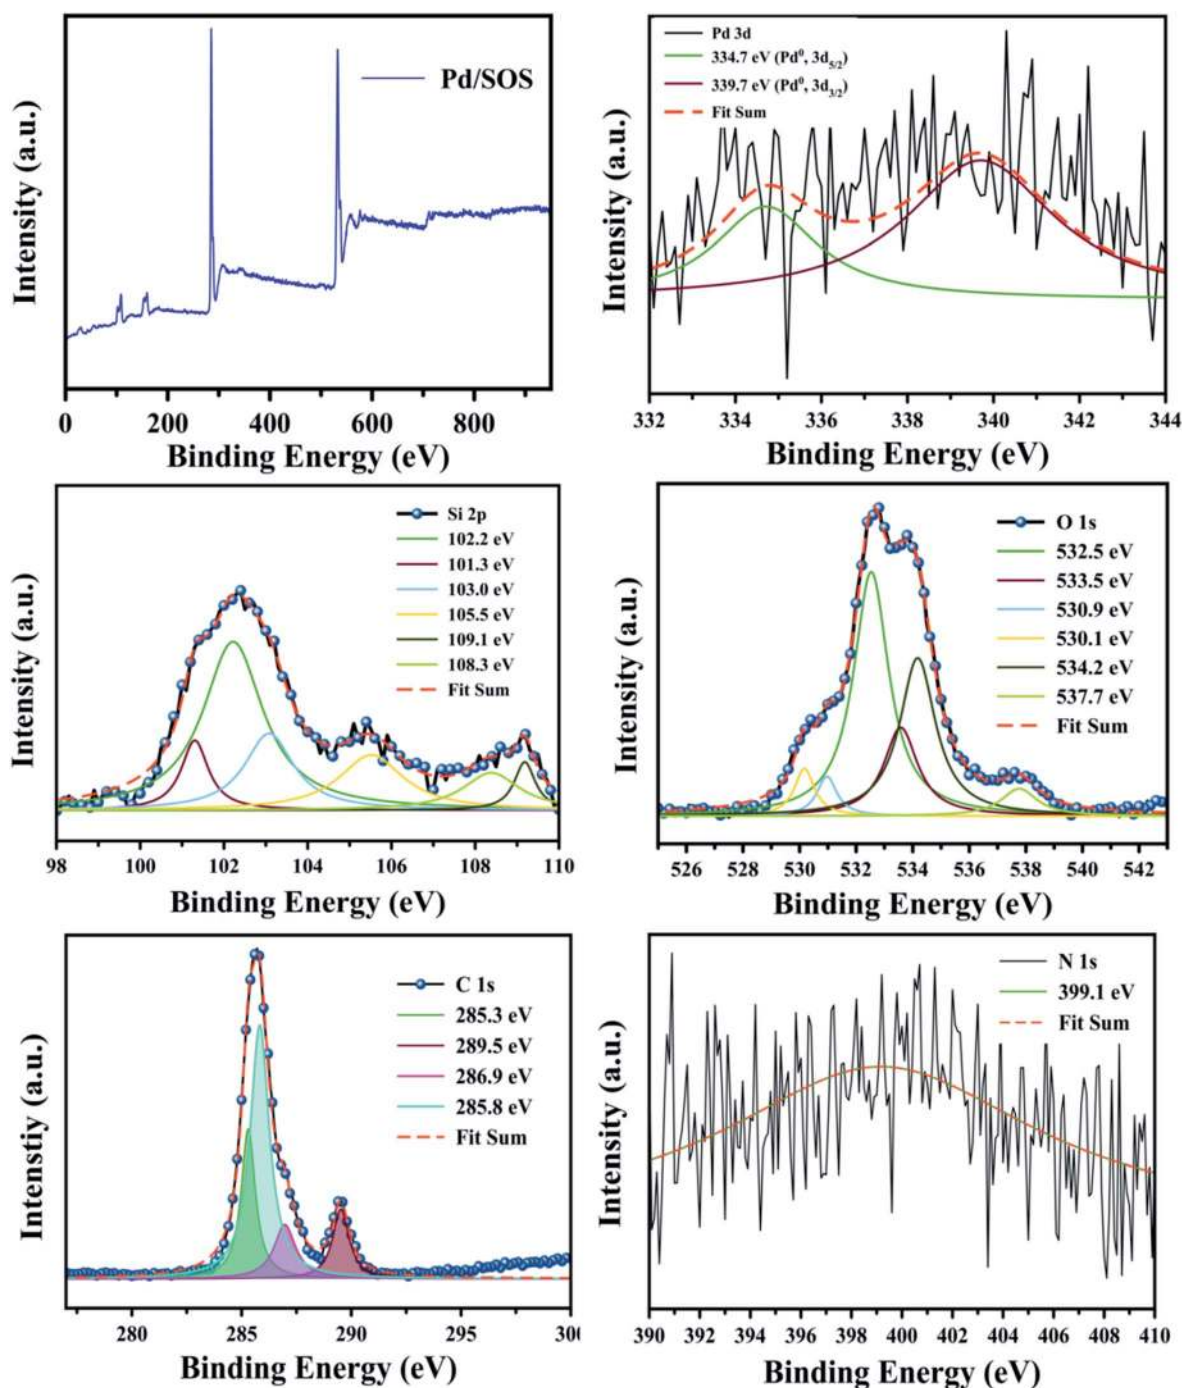 Pd/SOS
Intensity (a.u.)
0 200 400 600 800
Binding Energy (eV)
Pd 3d
334.7 eV (Pd⁰, 3d5/2)
339.7 eV (Pd⁰, 3d3/2)
Fit Sum
Intensity (a.u.)
332 334 336 338 340 342 344
Binding Energy (eV)
Si 2p
102.2 eV
101.3 eV
103.0 eV
105.5 eV
109.1 eV
108.3 eV
Fit Sum
Intensity (a.u.)
98 100 102 104 106 108 110
Binding Energy (eV)
O 1s
532.5 eV
533.5 eV
530.9 eV
530.1 eV
534.2 eV
537.7 eV
Fit Sum
Intensity (a.u.)
526 528 530 532 534 536 538 540 542
Binding Energy (eV)
C 1s
285.3 eV
289.5 eV
286.9 eV
285.8 eV
Fit Sum
Intenstiy (a.u.)
280 285 290 295 300
Binding Energy (eV)
N 1s
399.1 eV
Fit Sum
Intensity (a.u.)
390 392 394 396 398 400 402 404 406 408 410
Binding Energy (eV)